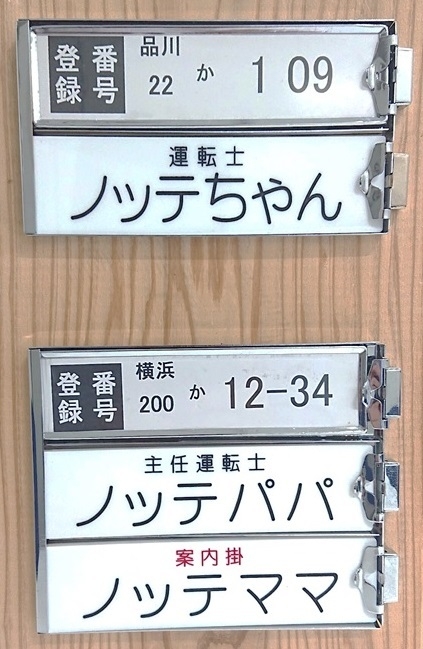 登録番号 品川 22 か 1 09
運転士
ノッテちゃん
登録番号 横浜 200 か 12-34
主任運転士
ノッテパパ
案内掛
ノッテママ